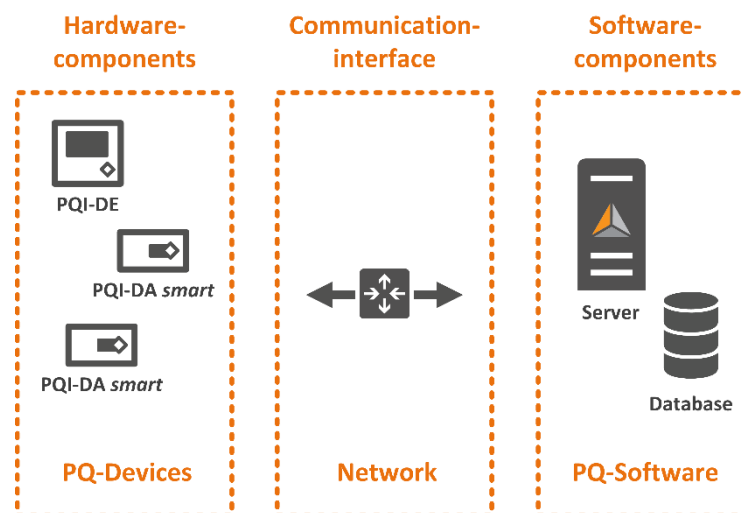 Hardware-
components
Communication-
interface
Software-
components
PQI-DE
PQI-DA smart
PQI-DA smart
Server
Database
PQ-Devices
Network
PQ-Software